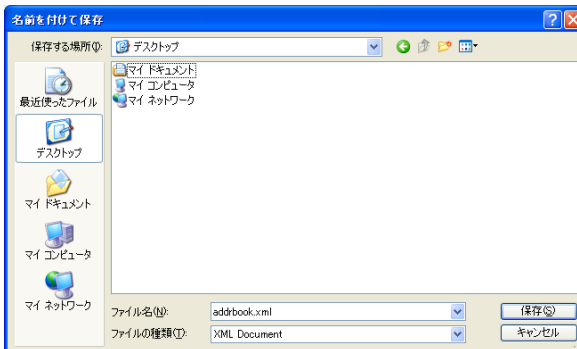 名前を付けて保存
保存する場所(I):
デスクトップ
最近使ったファイル
デスクトップ
マイ ドキュメント
マイ コンピュータ
マイ ネットワーク
マイ ドキュメント
マイ コンピュータ
マイ ネットワーク
ファイル名(N):
addrbook.xml
保存(S)
ファイルの種類(T):
XML Document
キャンセル